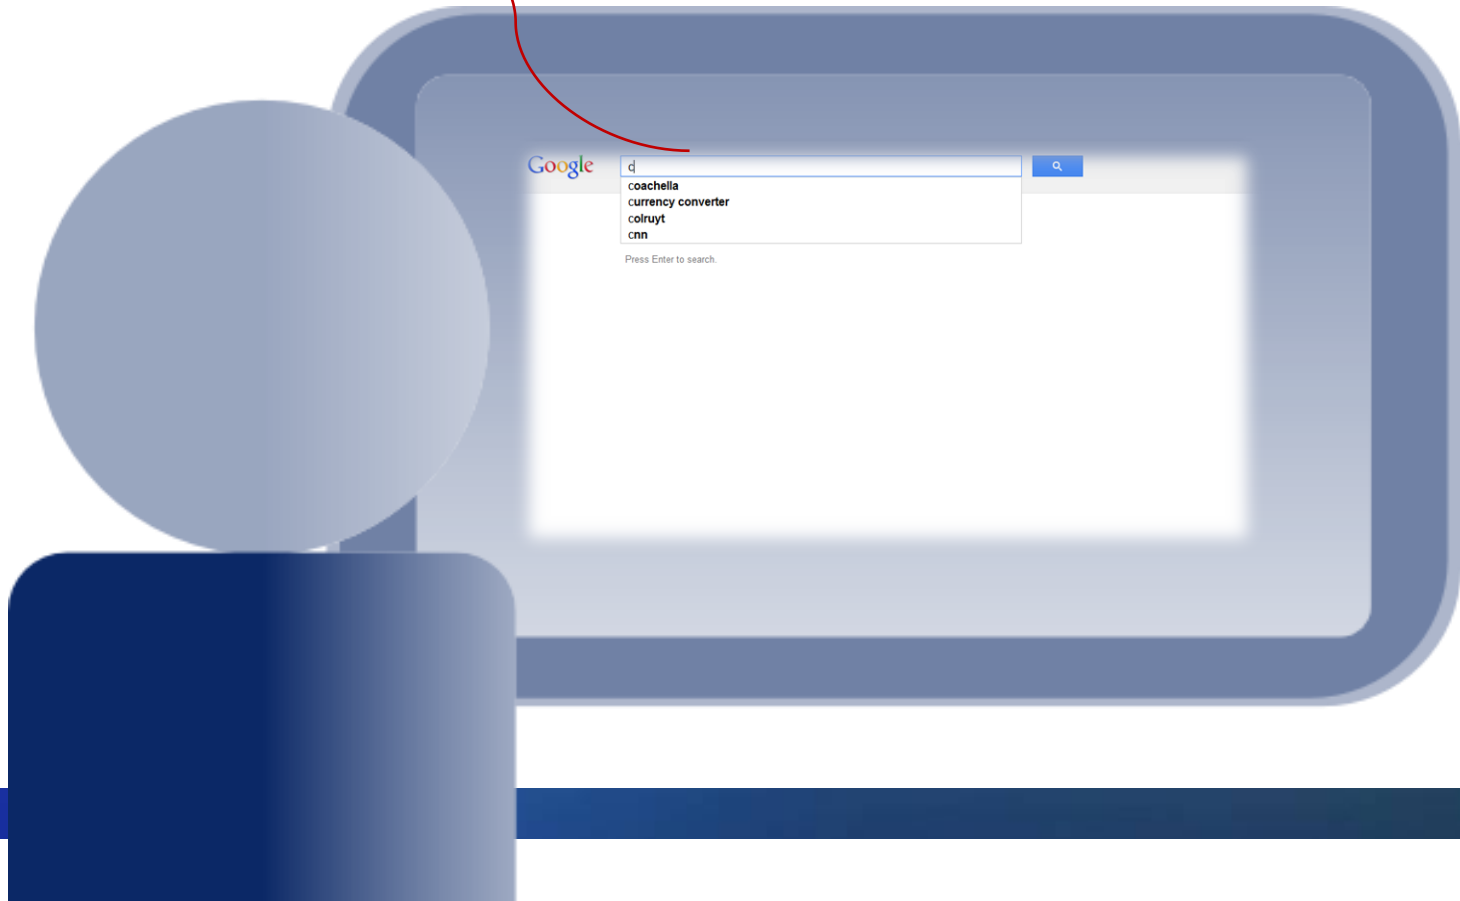 Google
c
coachella
currency converter
colruyt
cnn
Press Enter to search.